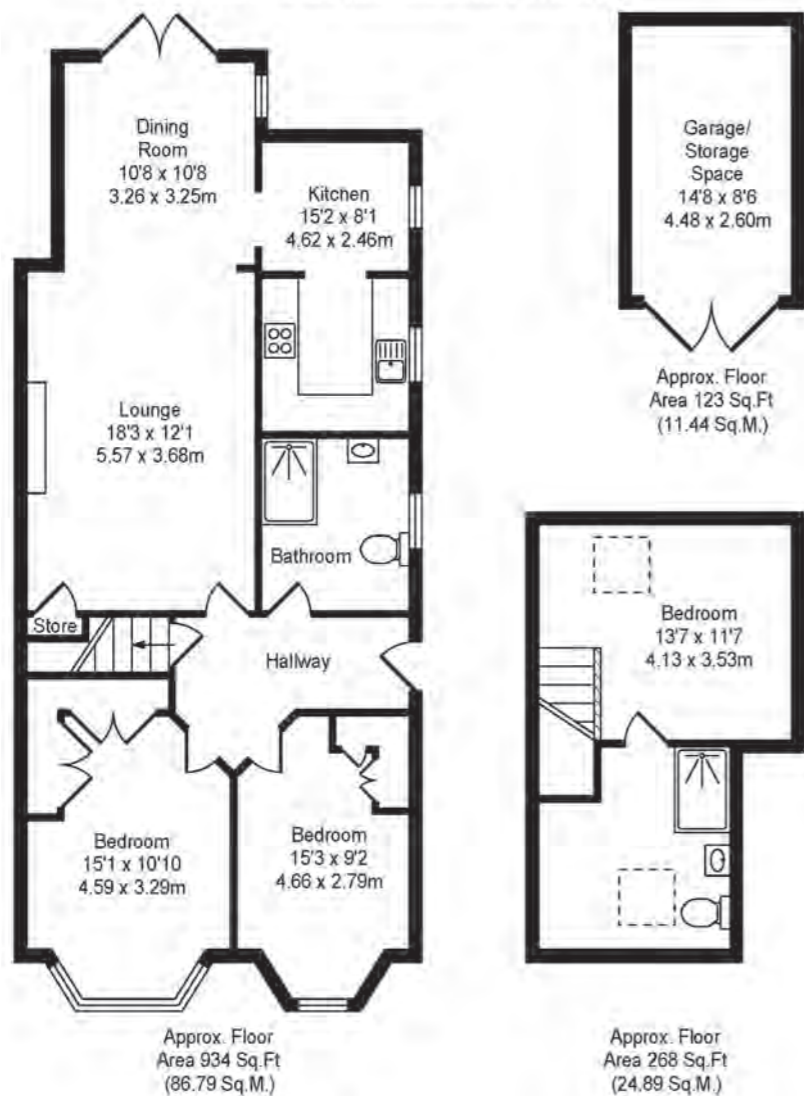 Dining
Room
10'8 x 10'8
3.26 x 3.25m
Kitchen
15'2 x 8'1
4.62 x 2.46m
Lounge
18'3 x 12'1
5.57 x 3.68m
Bathroom
Store
Hallway
Bedroom
15'1 x 10'10
4.59 x 3.29m
Bedroom
15'3 x 9'2
4.66 x 2.79m
Approx. Floor
Area 934 Sq.Ft
(86.79 Sq.M.)
Garage/
Storage
Space
14'8 x 8'6
4.48 x 2.60m
Approx. Floor
Area 123 Sq.Ft
(11.44 Sq.M.)
Bedroom
13'7 x 11'7
4.13 x 3.53m
Approx. Floor
Area 268 Sq.Ft
(24.89 Sq.M.)